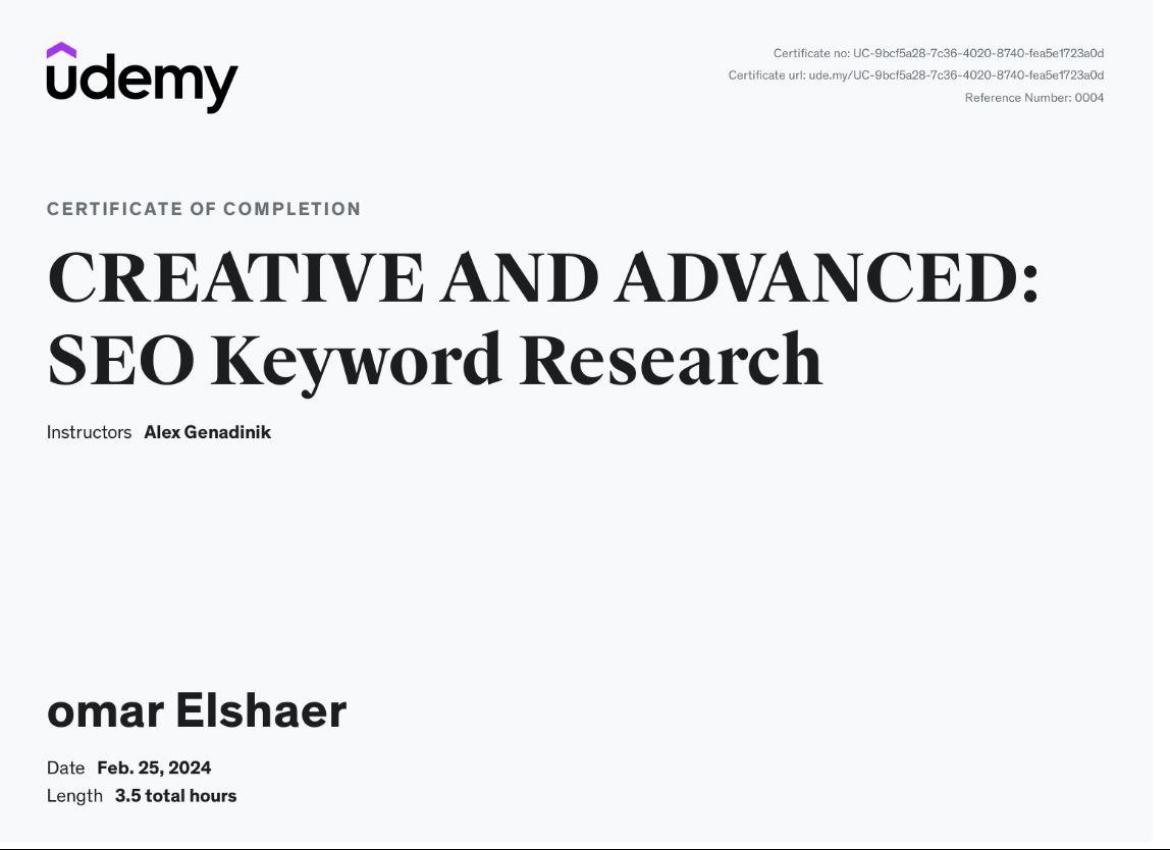 udemy
Certificate no: UC-9bcf5a28-7c36-4020-8740-fea5e1723a0d
Certificate url: ude.my/UC-9bcf5a28-7c36-4020-8740-fea5e1723a0d
Reference Number: 0004
CERTIFICATE OF COMPLETION
CREATIVE AND ADVANCED:
SEO Keyword Research
Instructors Alex Genadinik
omar Elshaer
Date Feb. 25, 2024
Length 3.5 total hours